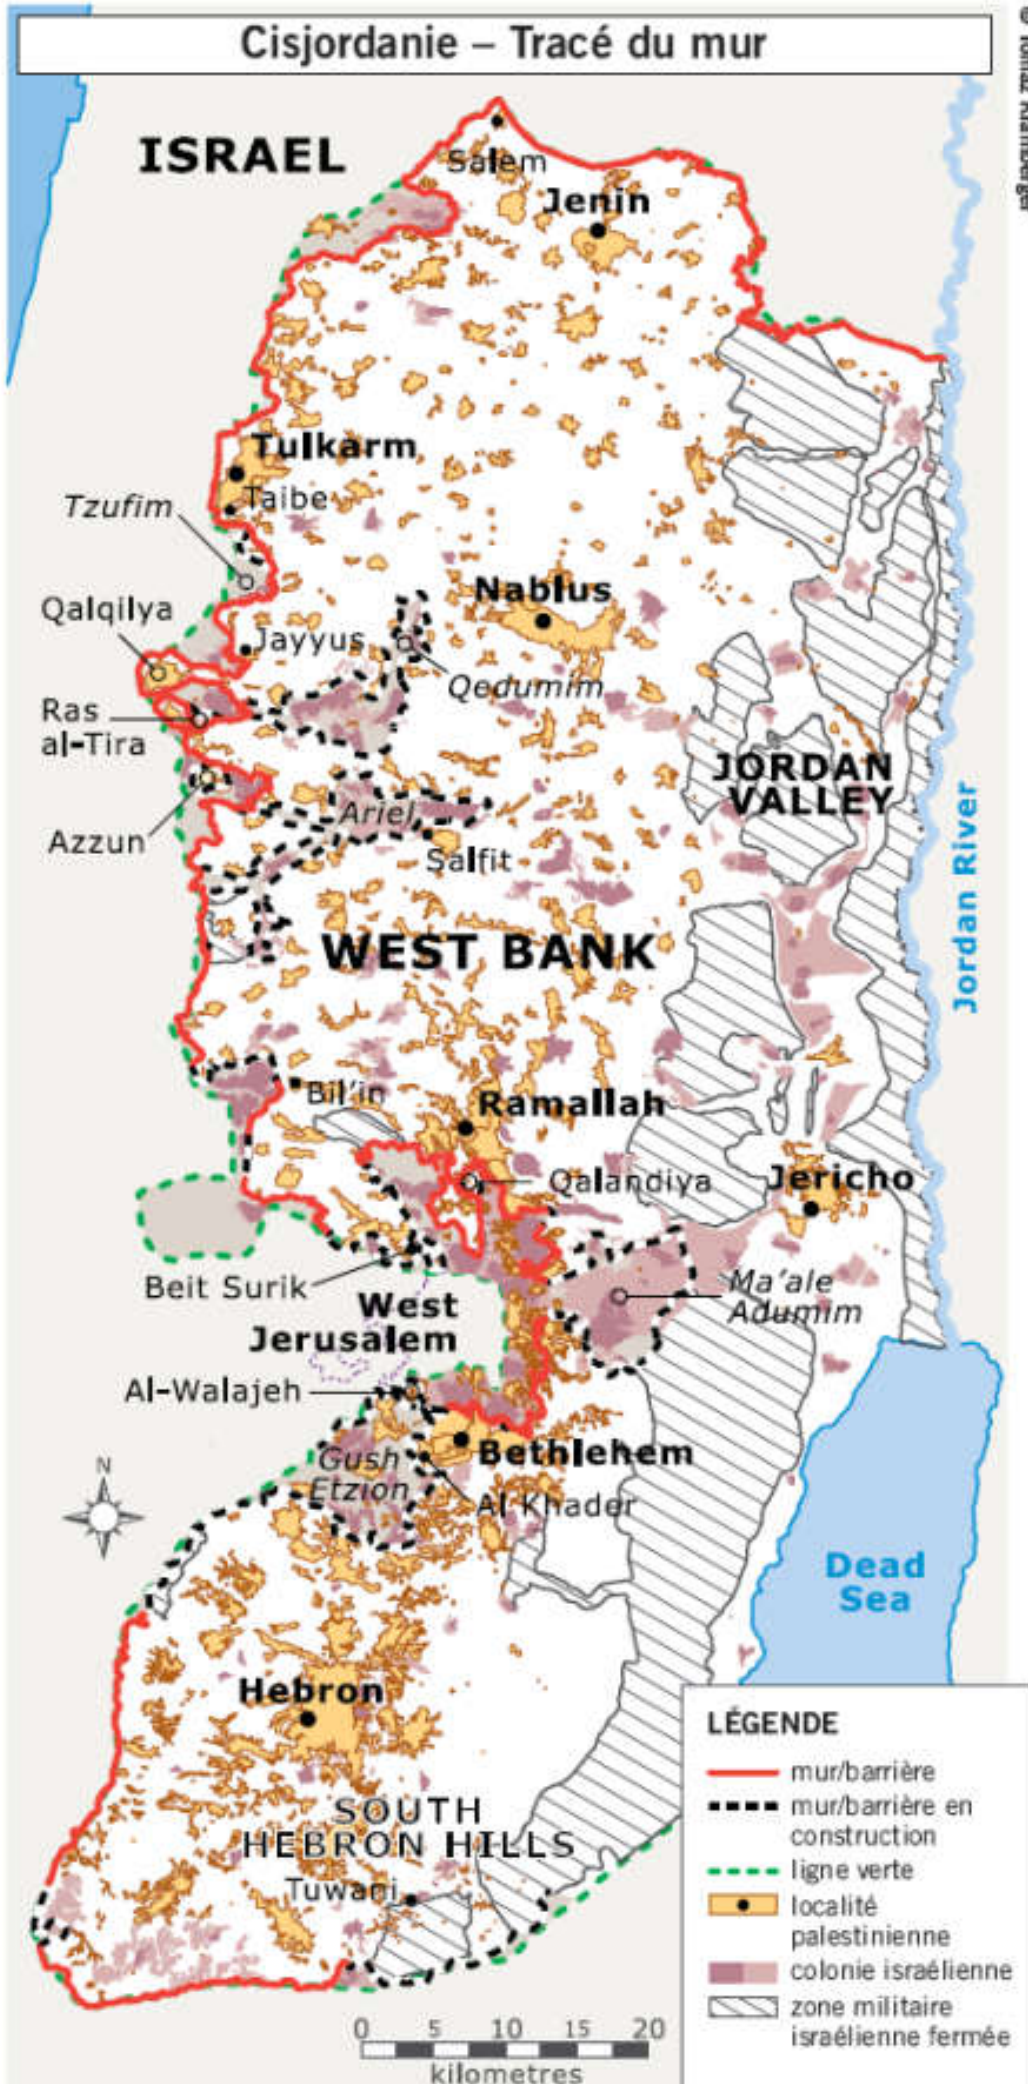 Cisjordanie – Tracé du mur
© Tomaz Kramberger
ISRAEL
Salem
Jenin
Tulkarm
Taibe
Tzufim
Nablus
Qalqilya
Jayyus
Qedumim
Ras
al-Tira
JORDAN
VALLEY
Ariel
Azzun
Salfit
Jordan River
WEST BANK
Bil'in
Ramallah
Qalandiya
Jericho
Beit Surik
Ma'ale
Adumim
West
Jerusalem
Al-Walajeh
Bethlehem
Gush
Etzion
Al Khader
N
Dead
Sea
Hebron
SOUTH
HEBRON HILLS
Tuwani
LÉGENDE
mur/barrière
mur/barrière en
construction
ligne verte
localité
palestinienne
colonie israélienne
zone militaire
israélienne fermée
0 5 10 15 20
kilometres